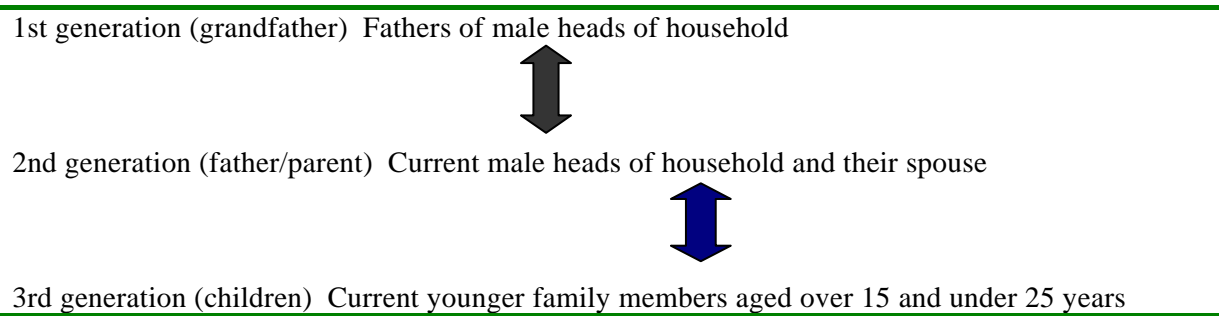 1st generation (grandfather)  Fathers of male heads of household
2nd generation (father/parent)  Current male heads of household and their spouse
3rd generation (children)  Current younger family members aged over 15 and under 25 years